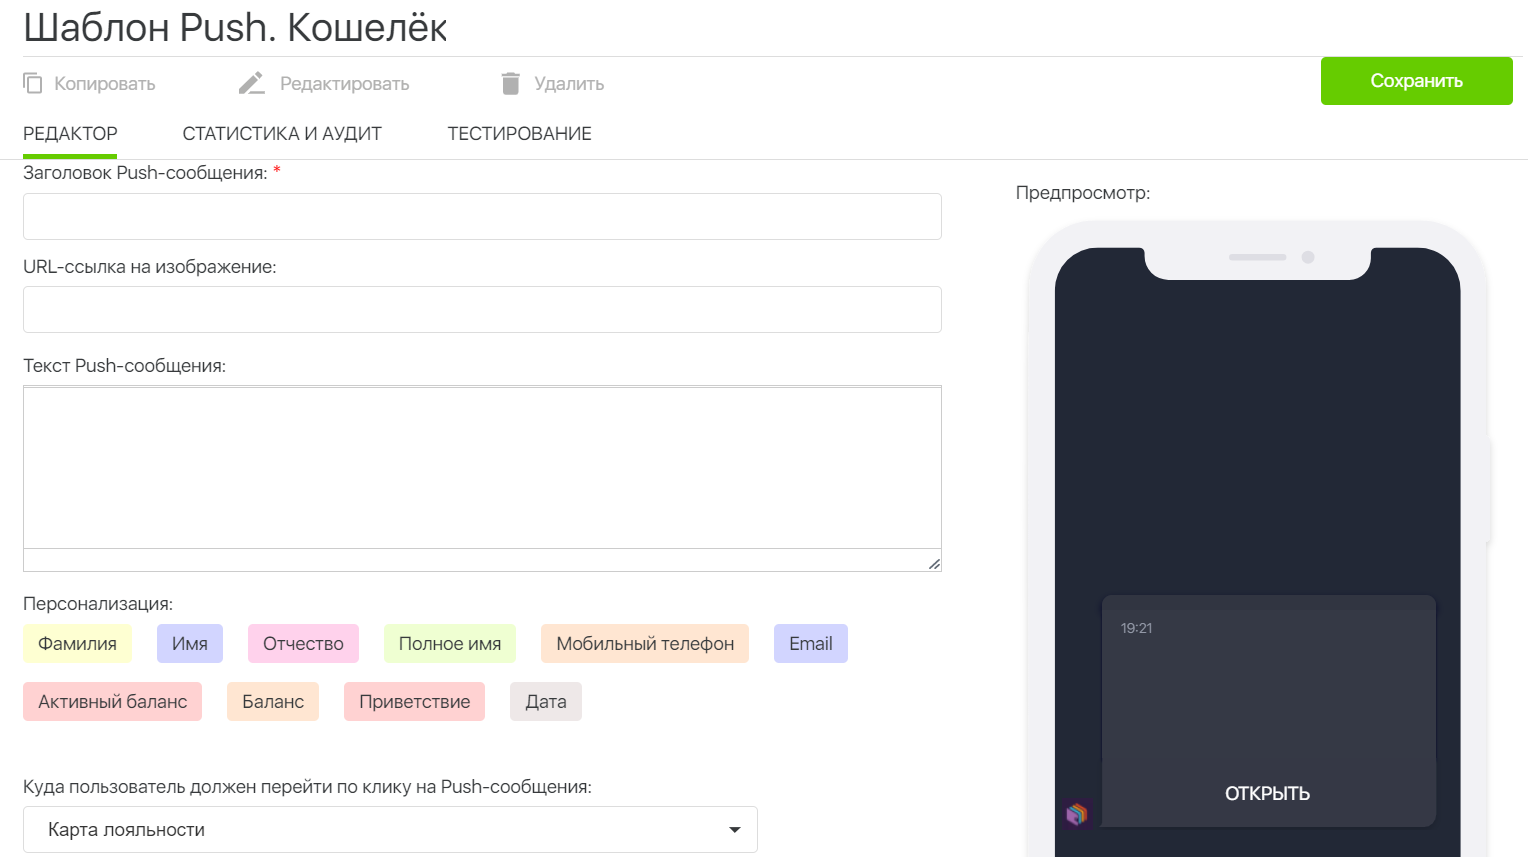 Шаблон Push. Кошелёк
Копировать Редактировать Удалить Сохранить
РЕДАКТОР СТАТИСТИКА И АУДИТ ТЕСТИРОВАНИЕ
Заголовок Push-сообщения: *
Предпросмотр:
URL-ссылка на изображение:
Текст Push-сообщения:
Персонализация:
Фамилия Имя Отчество Полное имя Мобильный телефон Email
Активный баланс Баланс Приветствие Дата
Куда пользователь должен перейти по клику на Push-сообщения:
Карта лояльности
19:21
ОТКРЫТЬ